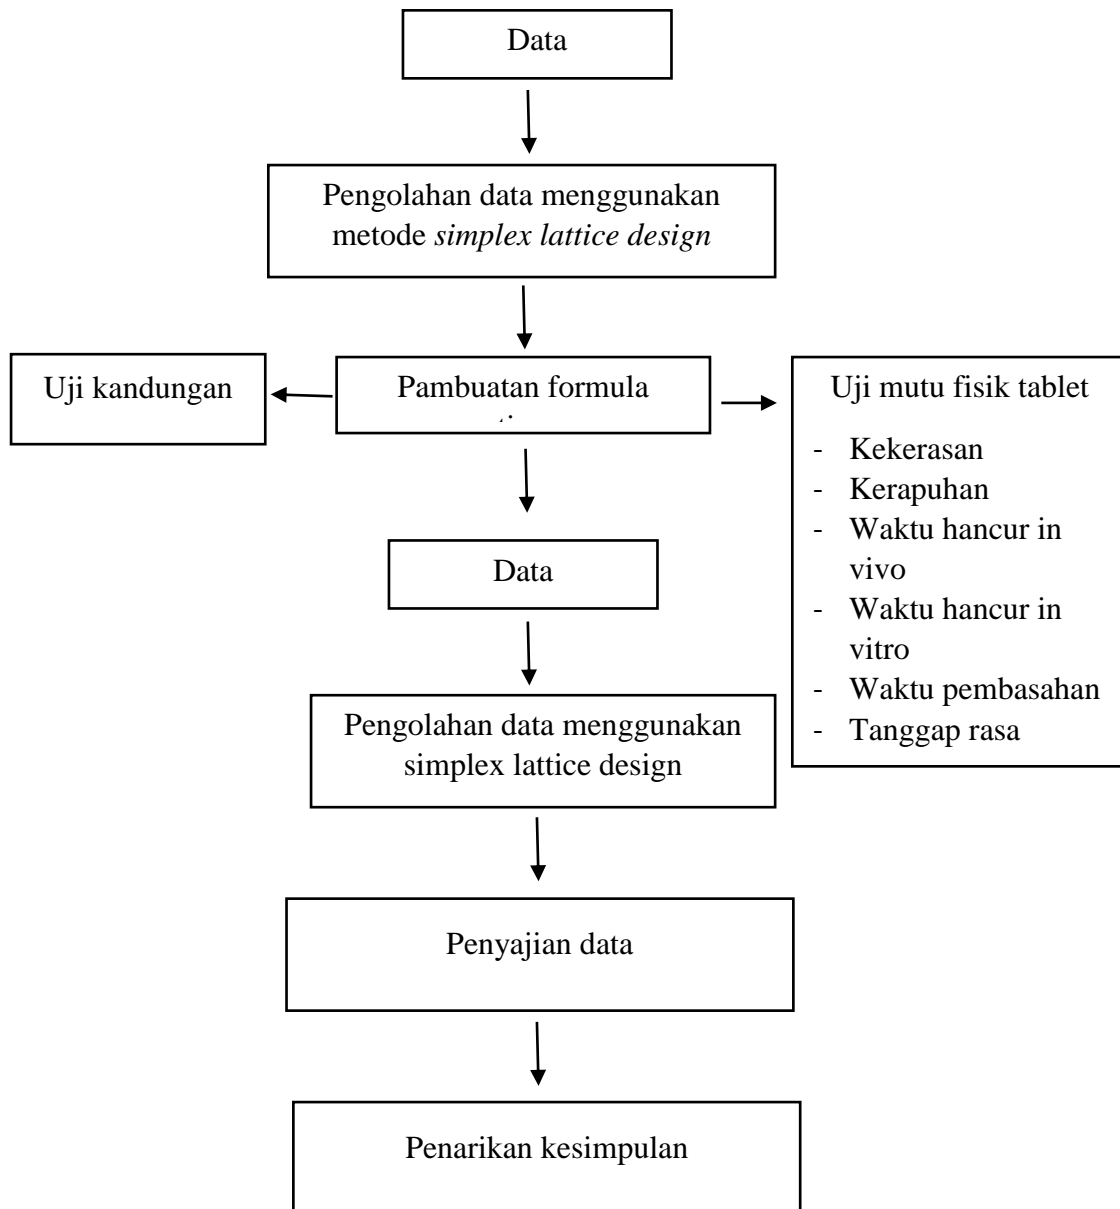 Data
Pengolahan data menggunakan
metode simplex lattice design
Uji kandungan
Pambuatan formula
Uji mutu fisik tablet
- Kekerasan
- Kerapuhan
- Waktu hancur in
vivo
- Waktu hancur in
vitro
- Waktu pembasahan
- Tanggap rasa
Data
Pengolahan data menggunakan
simplex lattice design
Penyajian data
Penarikan kesimpulan